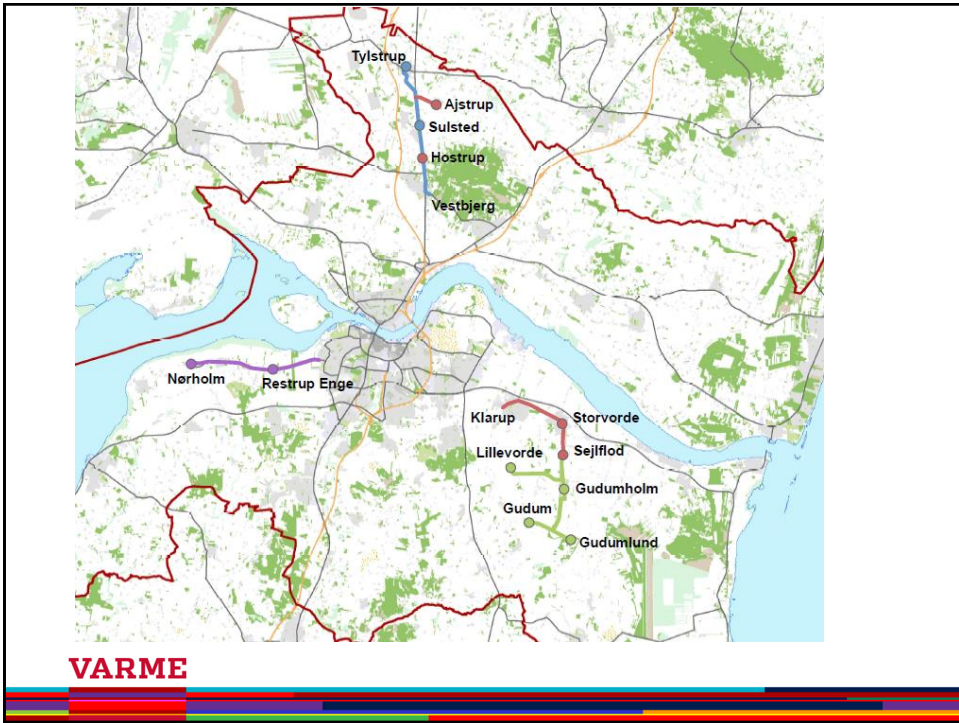 Tylstrup
Ajstrup
Sulsted
Hostrup
Vestbjerg
Nørholm
Restrup Enge
Klarup
Storvorde
Lillevorde
Sejlflod
Gudumholm
Gudum
Gudumlund
VARME